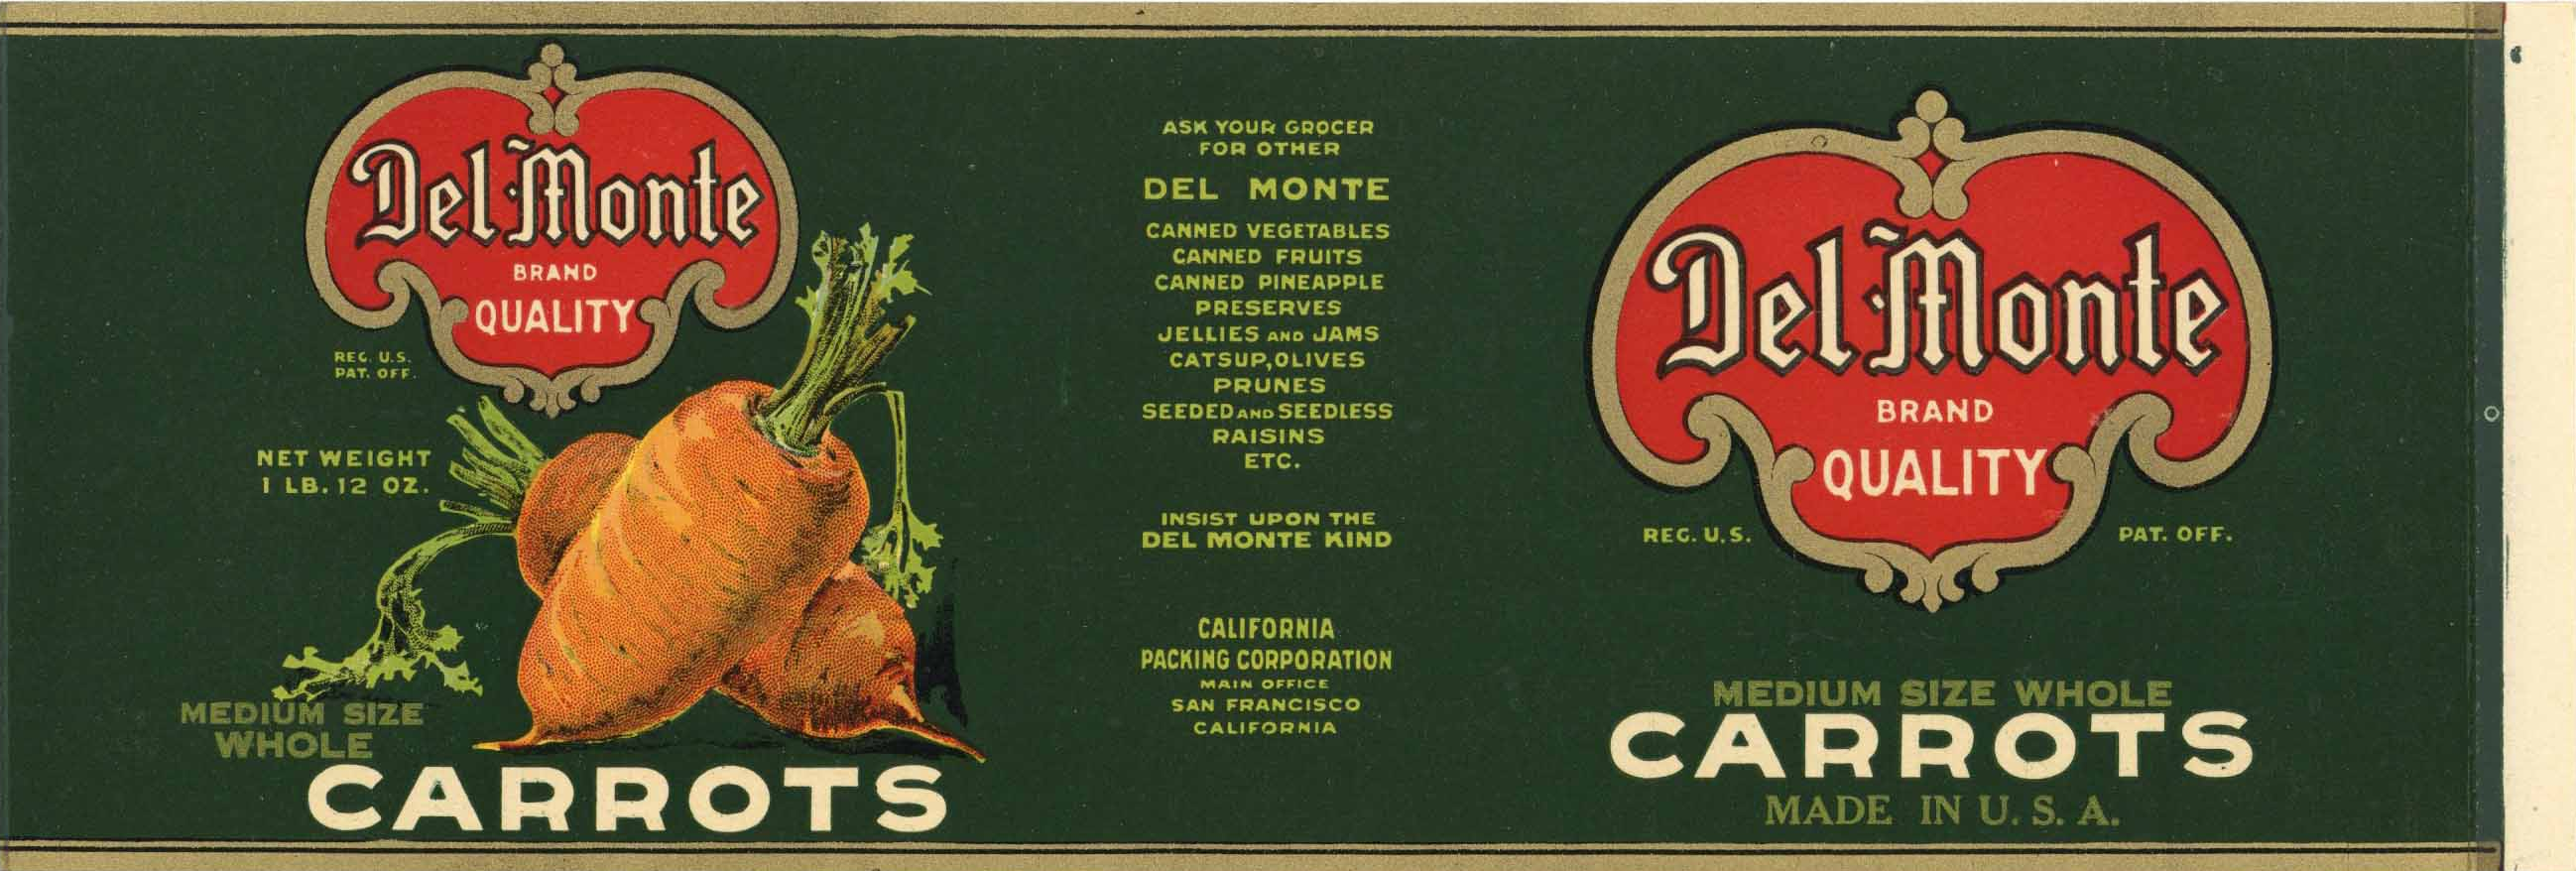 Del Monte
BRAND
QUALITY
REG. U.S.
PAT. OFF.
NET WEIGHT
1 LB. 12 OZ.
MEDIUM SIZE
WHOLE
CARROTS
ASK YOUR GROCER
FOR OTHER
DEL MONTE
CANNED VEGETABLES
CANNED FRUITS
CANNED PINEAPPLE
PRESERVES
JELLIES AND JAMS
CATSUP, OLIVES
PRUNES
SEEDED AND SEEDLESS
RAISINS
ETC.
INSIST UPON THE
DEL MONTE KIND
CALIFORNIA
PACKING CORPORATION
MAIN OFFICE
SAN FRANCISCO
CALIFORNIA
Del Monte
BRAND
QUALITY
REG. U.S. PAT. OFF.
MEDIUM SIZE WHOLE
CARROTS
MADE IN U. S. A.